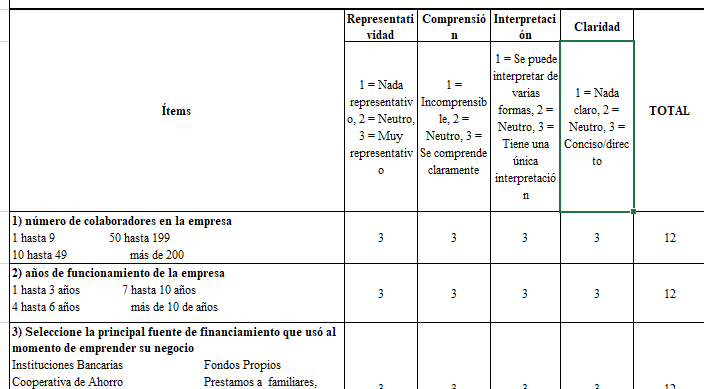 Representati
vidad
Comprensió
n
Interpretaci
ón
Claridad
Ítems
1 = Nada
representativ
o, 2 = Neutro,
3 = Muy
representativ
o
1 =
Incomprensib
le, 2 =
Neutro, 3 =
Se comprende
claramente
1 = Se puede
interpretar de
varias
formas, 2 =
Neutro, 3 =
Tiene una
única
interpretació
n
1 = Nada
claro, 2 =
Neutro, 3 =
Conciso/direc
to
TOTAL
1) número de colaboradores en la empresa
1 hasta 9 50 hasta 199
10 hasta 49 más de 200
3 3 3 3 12
2) años de funcionamiento de la empresa
1 hasta 3 años 7 hasta 10 años
4 hasta 6 años más de 10 de años
3 3 3 3 12
3) Seleccione la principal fuente de financiamiento que usó al
momento de emprender su negocio
Instituciones Bancarias Fondos Propios
Cooperativa de Ahorro Prestamos a familiares,
3 3 3 3 12